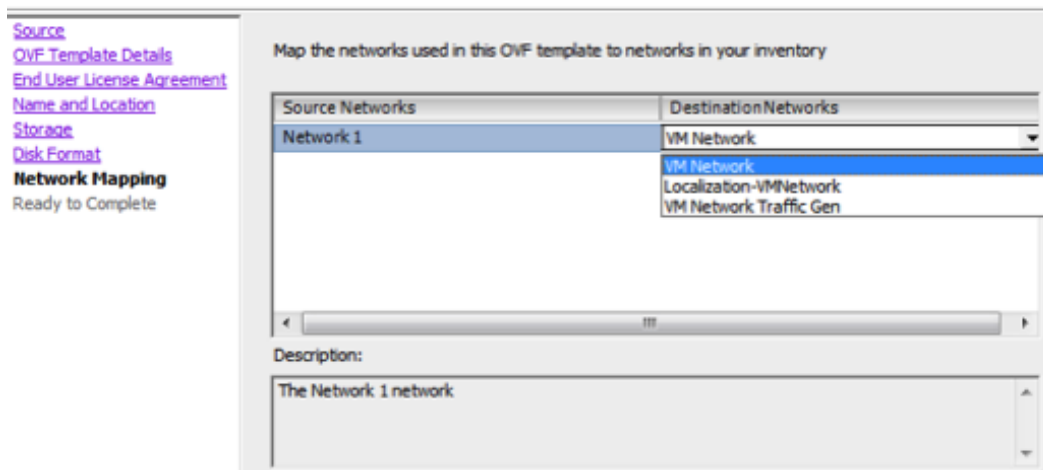 Source
OVF Template Details
End User License Agreement
Name and Location
Storage
Disk Format
Network Mapping
Ready to Complete
Map the networks used in this OVF template to networks in your inventory
Source Networks DestinationNetworks
Network 1 VM Network
VM Network
Localization-VMNetwork
VM Network Traffic Gen
Description:
The Network 1 network